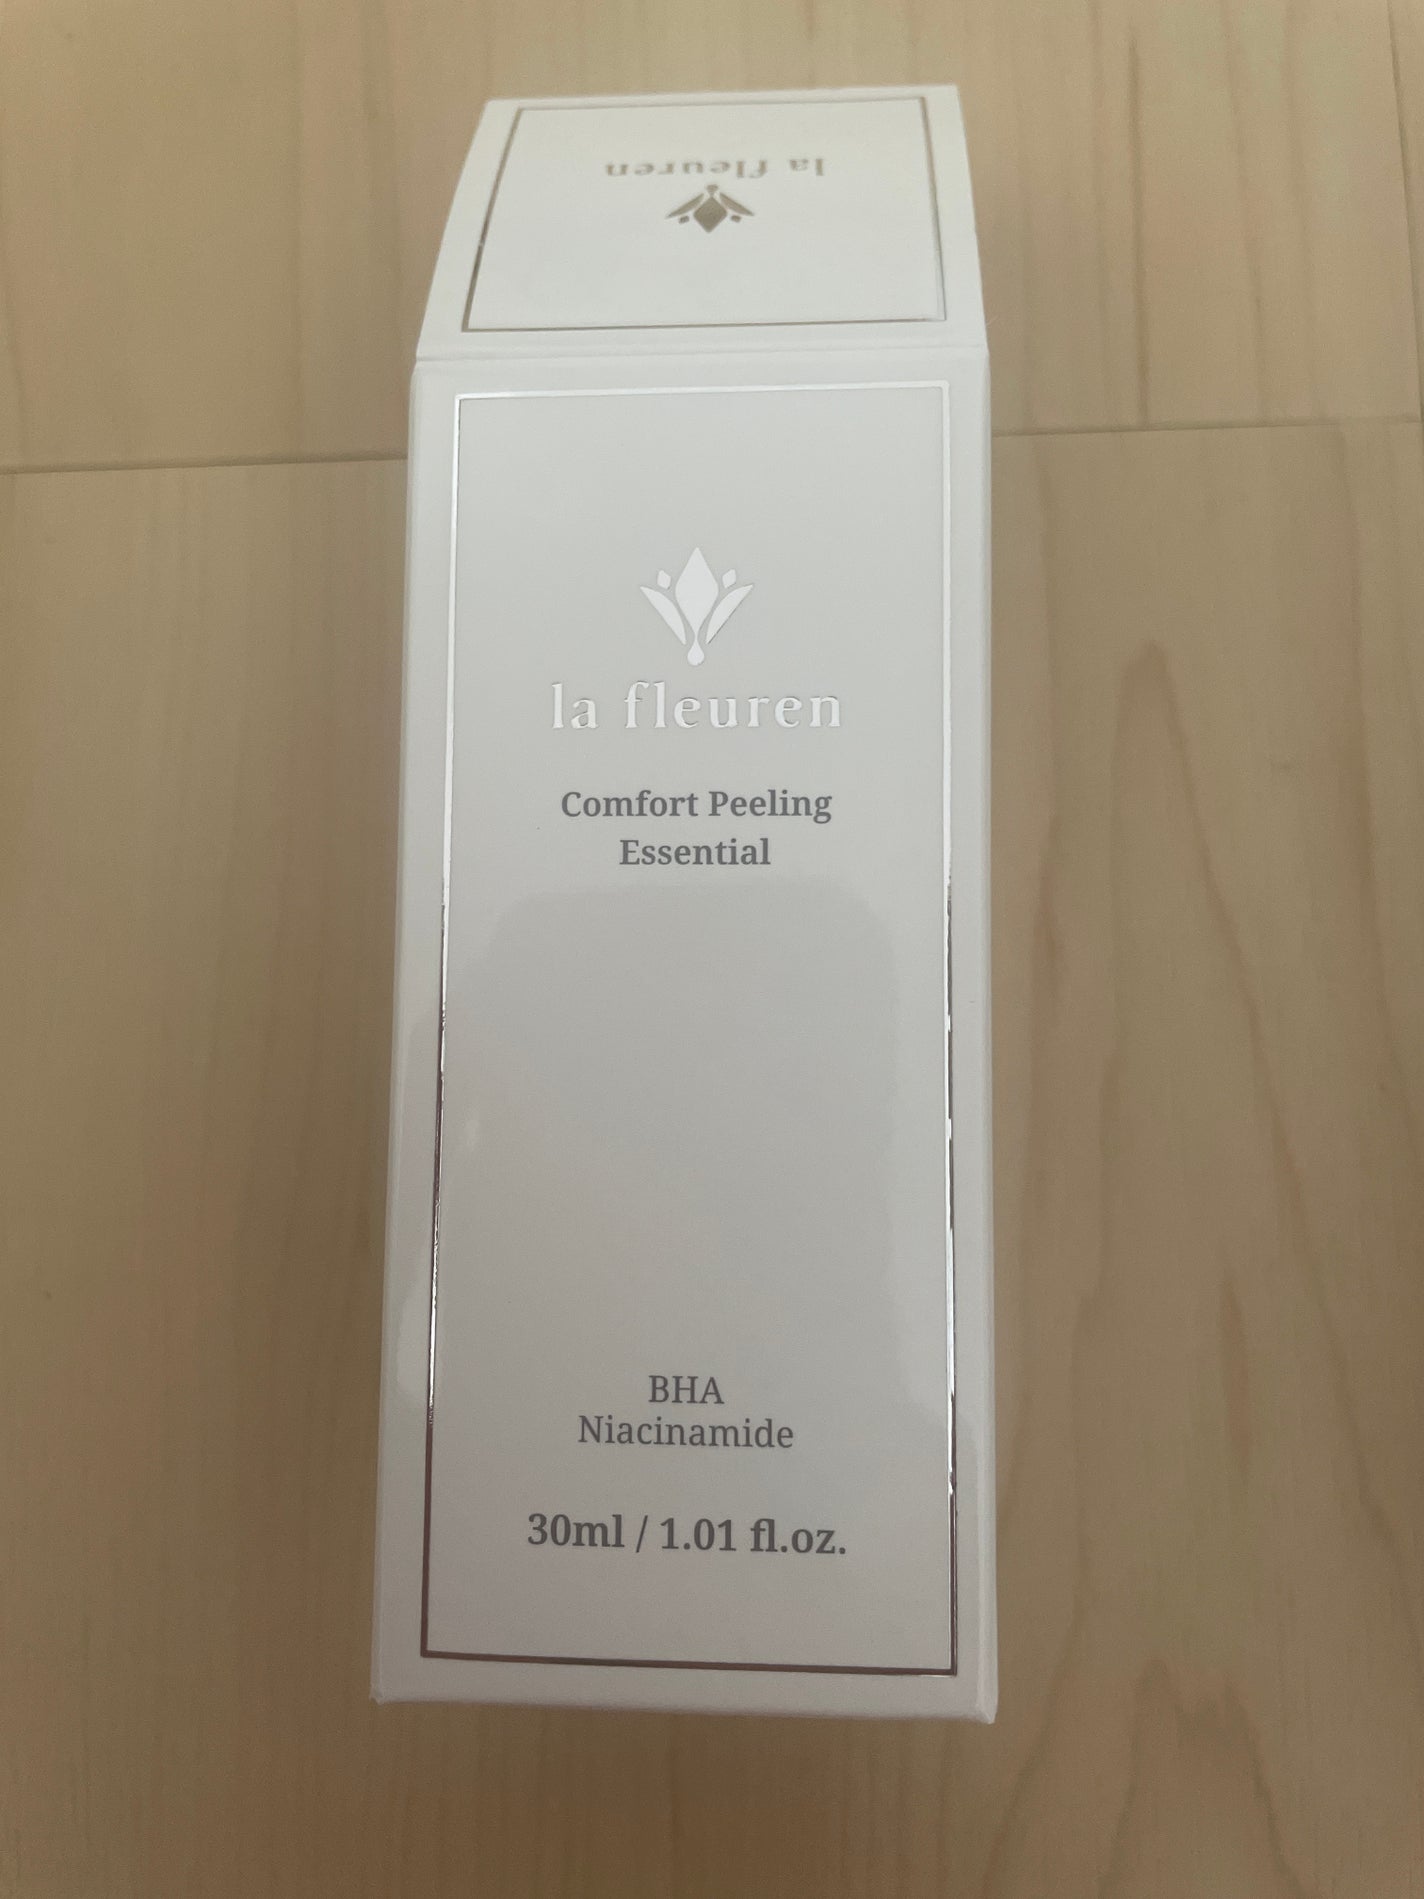 la fleuren
la fleuren
Comfort Peeling
Essential
BHA
Niacinamide
30ml / 1.01 fl.oz.